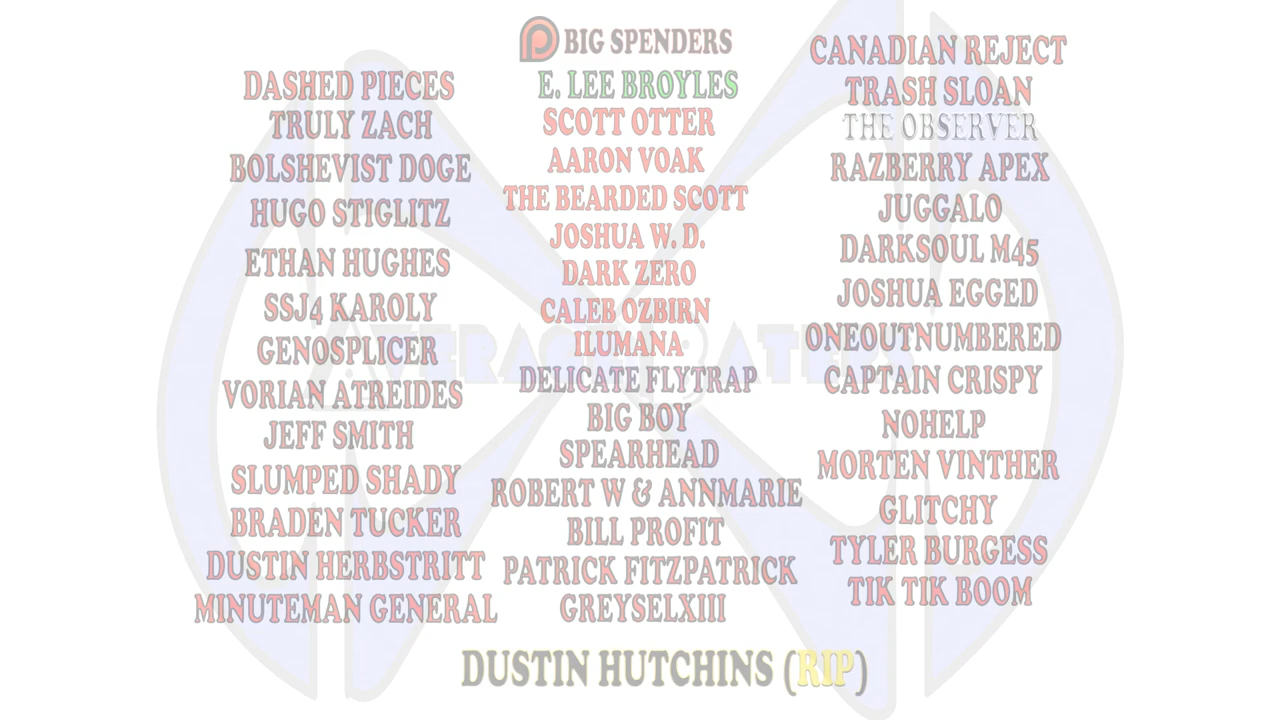 BIG SPENDERS
DASHED PIECES
TRULY ZACH
BOLSHEVIST DOGE
HUGO STIGLITZ
ETHAN HUGHES
SSJ4 KAROLY
GENOSPLICER
VORIAN ATREIDES
JEFF SMITH
SLUMPED SHADY
BRADEN TUCKER
DUSTIN HERBSTRITT
MINUTEMAN GENERAL
E. LEE BROYLES
SCOTT OTTER
AARON VOAK
THE BEARDED SCOTT
JOSHUA W. D.
DARK ZERO
CALEB OZBIRN
ILUMANA
DELICATE FLYTRAP
BIG BOY
SPEARHEAD
ROBERT W & ANNMARIE
BILL PROFIT
PATRICK FITZPATRICK
GREYSELXIII
CANADIAN REJECT
TRASH SLOAN
THE OBSERVER
RAZBERRY APEX
JUGGALO
DARKSOUL M45
JOSHUA EGGED
ONEOUTNUMBERED
CAPTAIN CRISPY
NOHELP
MORTEN VINTHER
GLITCHY
TYLER BURGESS
TIK TIK BOOM
DUSTIN HUTCHINS (RIP)